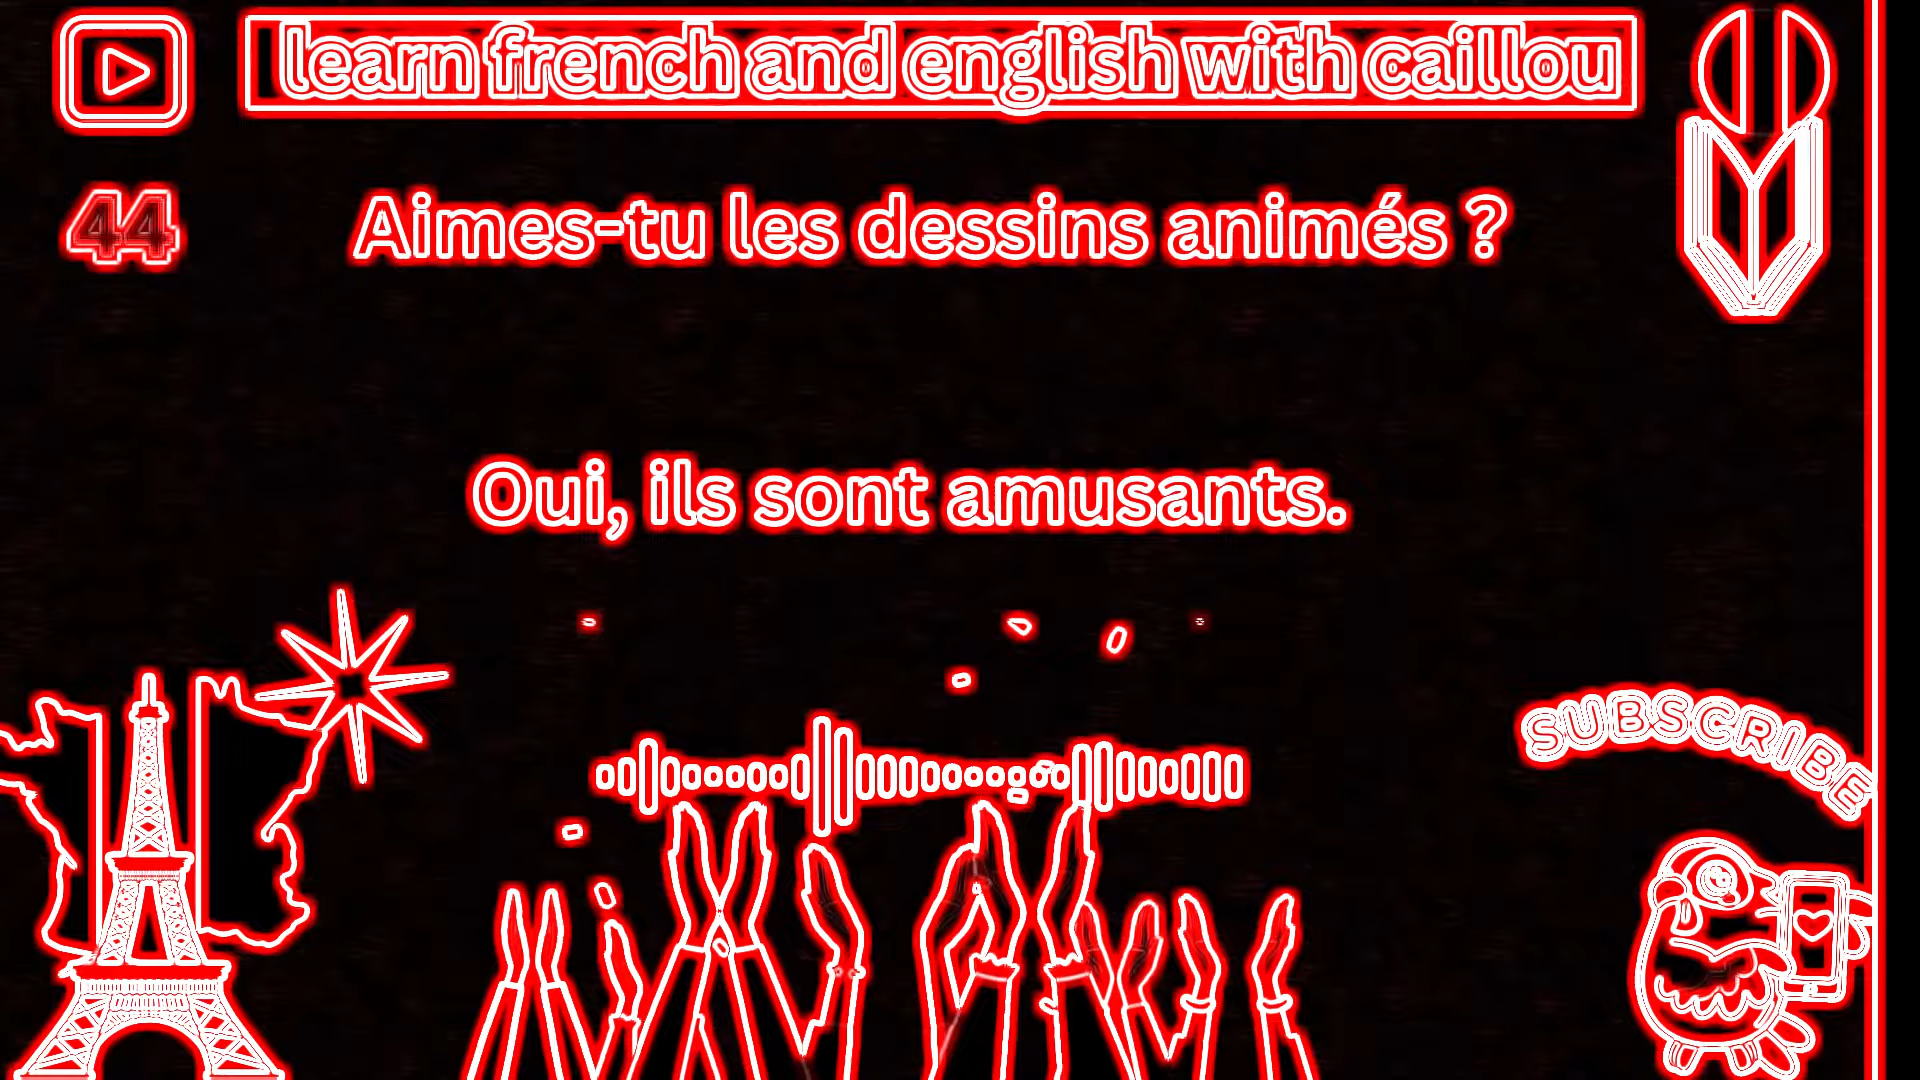 learn french and english with caillou
44
Aimes-tu les dessins animés ?
Oui, ils sont amusants.
SUBSCRIBE